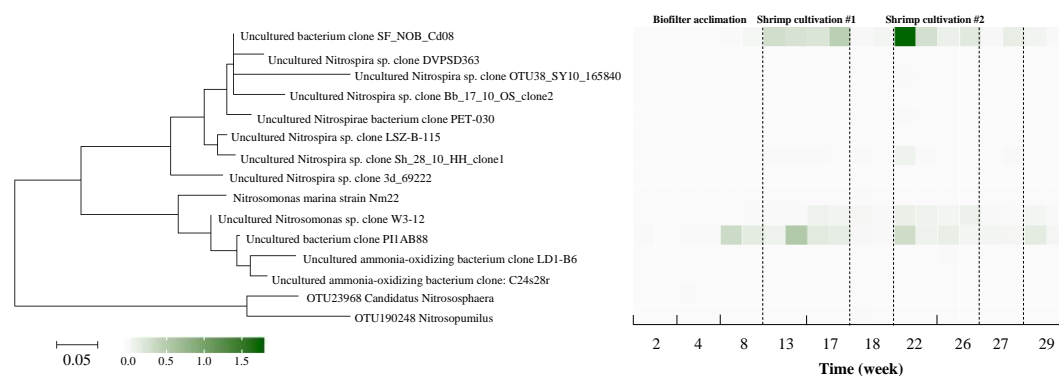 Biofilter acclimation Shrimp cultivation #1 Shrimp cultivation #2
Uncultured bacterium clone SF_NOB_Cd08
Uncultured Nitrospira sp. clone DVPSD363
Uncultured Nitrospira sp. clone OTU38_SY10_165840
Uncultured Nitrospira sp. clone Bb_17_10_OS_clone2
Uncultured Nitrospirae bacterium clone PET-030
Uncultured Nitrospira sp. clone LSZ-B-115
Uncultured Nitrospira sp. clone Sh_28_10_HH_clone1
Uncultured Nitrospira sp. clone 3d_69222
Nitrosomonas marina strain Nm22
Uncultured Nitrosomonas sp. clone W3-12
Uncultured bacterium clone PI1AB88
Uncultured ammonia-oxidizing bacterium clone LD1-B6
Uncultured ammonia-oxidizing bacterium clone: C24s28r
OTU23968 Candidatus Nitrososphaera
OTU190248 Nitrosopumilus
0.05
0.0 0.5 1.0 1.5
2 4 8 13 17 18 22 26 27 29
Time (week)